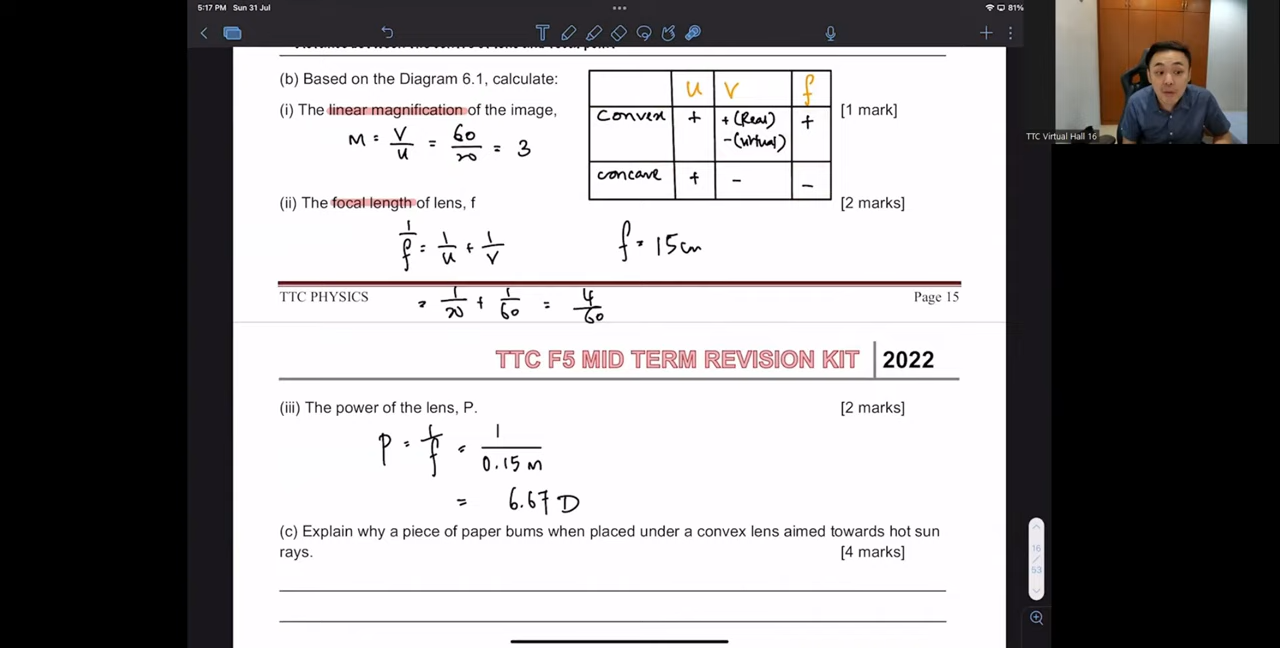 5:17 PM Sun 31 Jul
81%
(b) Based on the Diagram 6.1, calculate:
(i) The linear magnification of the image,
[1 mark]
M = V/u = 60/20 = 3
u V f
convex + +(Real) +
-(virtual)
concave + - -
(ii) The focal length of lens, f
[2 marks]
1/f = 1/u + 1/V
f = 15cm
TTC PHYSICS
Page 15
= 1/20 + 1/60 = 4/60
TTC F5 MID TERM REVISION KIT 2022
(iii) The power of the lens, P.
[2 marks]
P = 1/f = 1/0.15 m
= 6.67 D
(c) Explain why a piece of paper bums when placed under a convex lens aimed towards hot sun
rays.
[4 marks]
16
/
53
TTC Virtual Hall 16